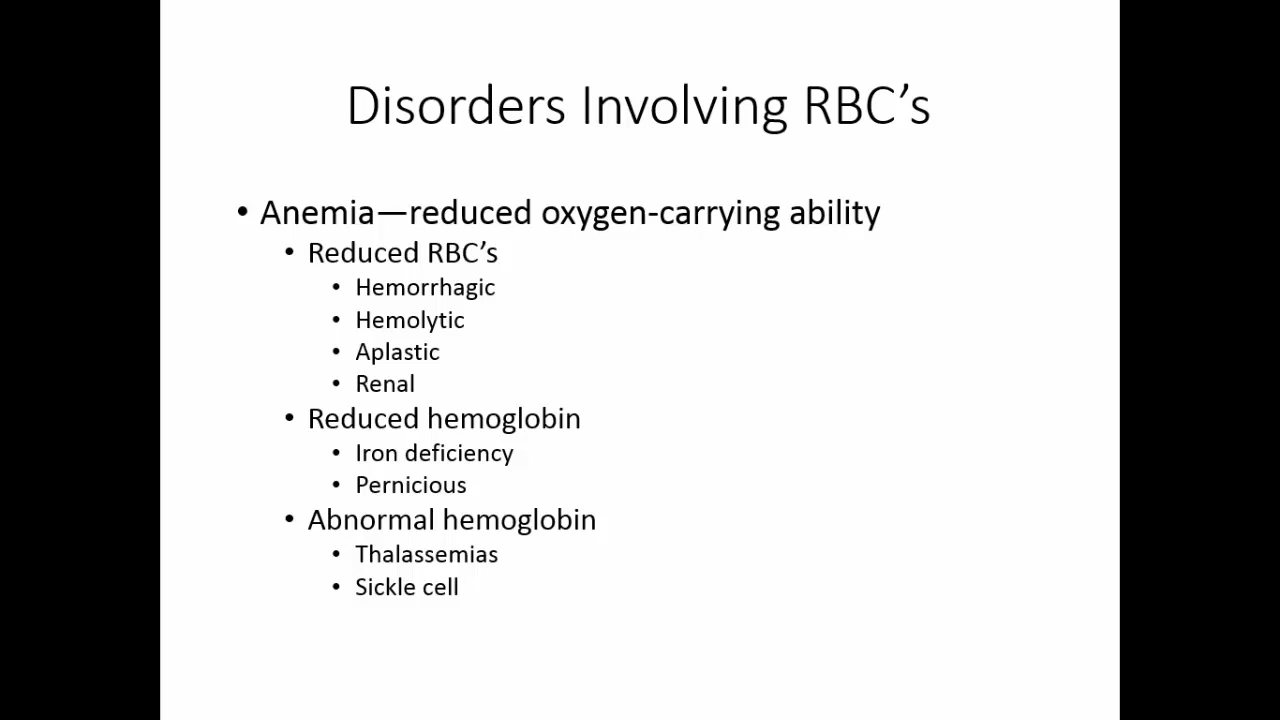 Disorders Involving RBC’s
• Anemia—reduced oxygen-carrying ability
• Reduced RBC’s
• Hemorrhagic
• Hemolytic
• Aplastic
• Renal
• Reduced hemoglobin
• Iron deficiency
• Pernicious
• Abnormal hemoglobin
• Thalassemias
• Sickle cell